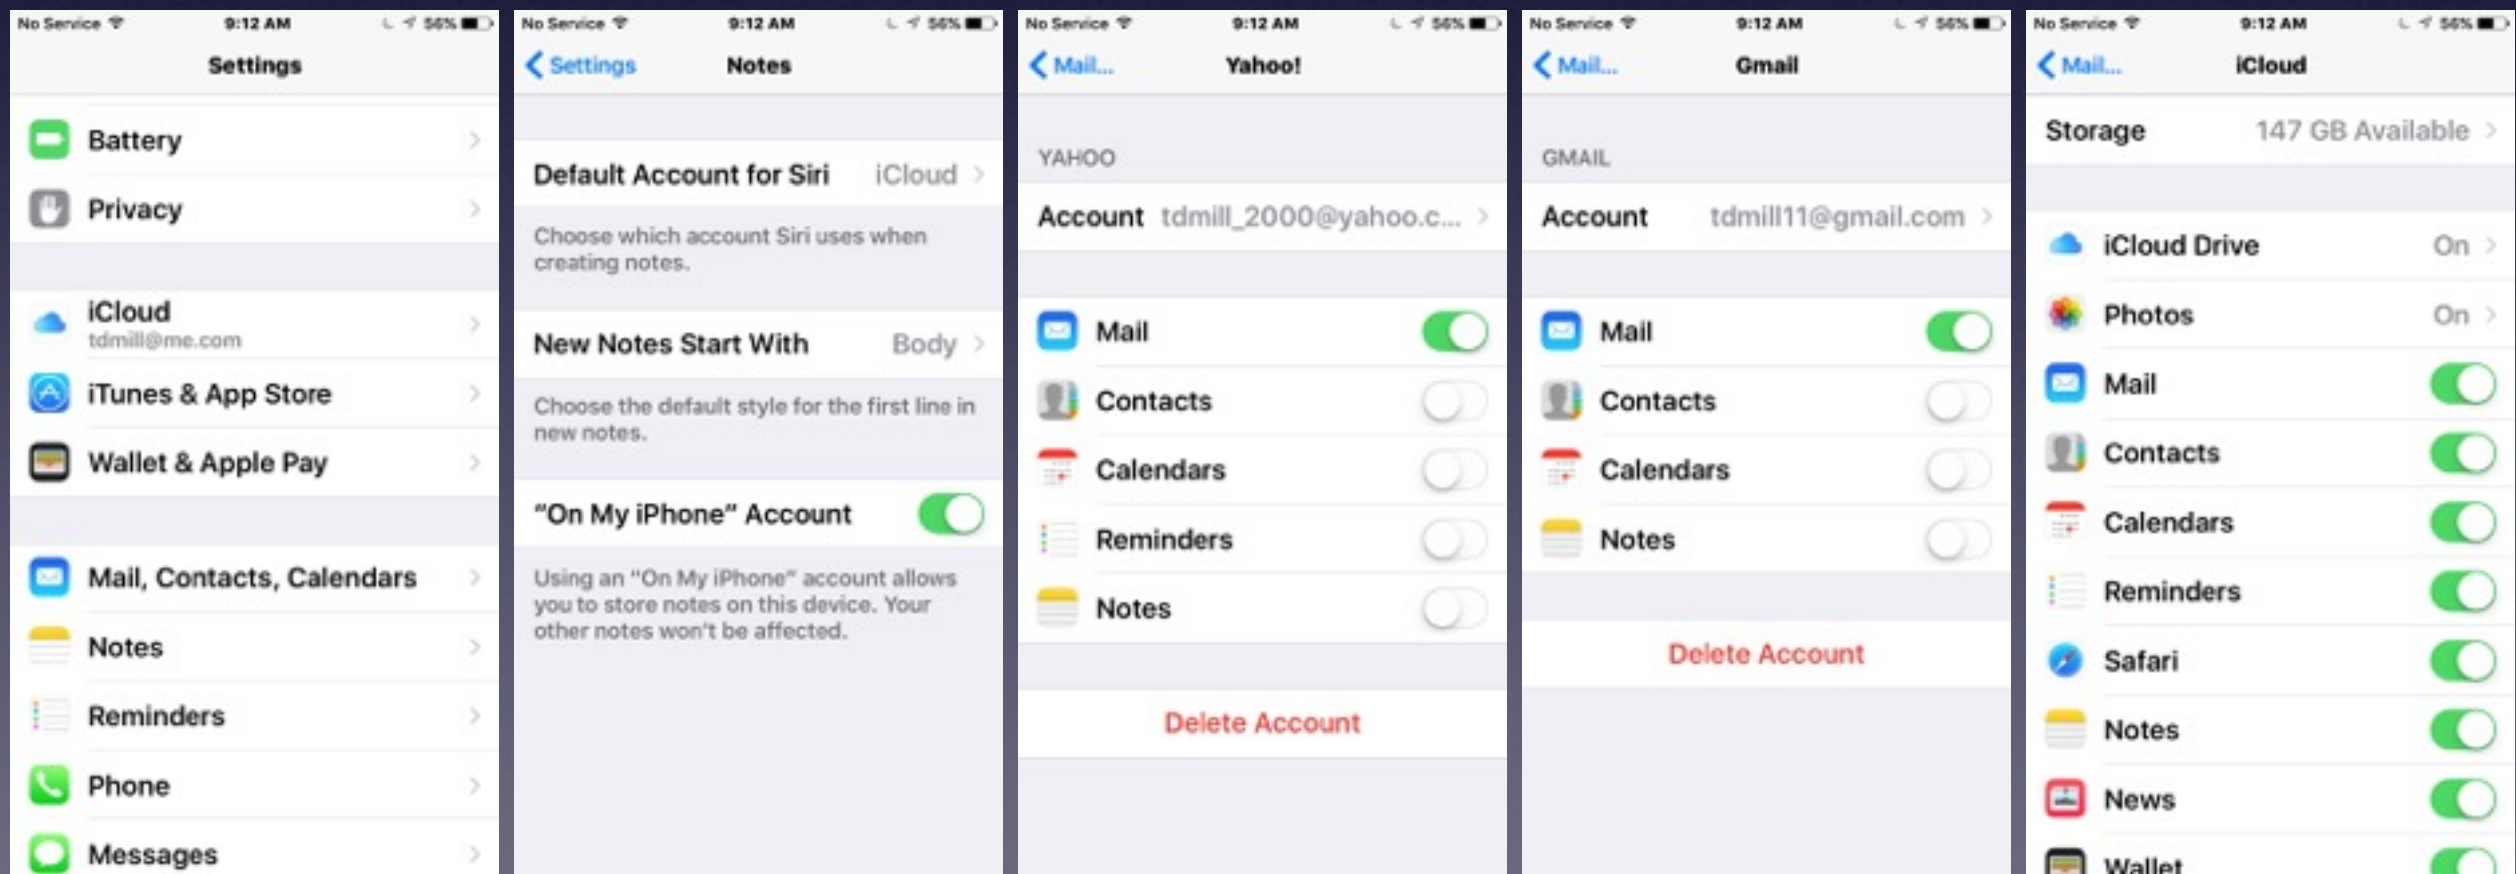 No Service 9:12 AM 56%
Settings
Battery
Privacy
iCloud
tdmill@me.com
iTunes & App Store
Wallet & Apple Pay
Mail, Contacts, Calendars
Notes
Reminders
Phone
Messages
No Service 9:12 AM 56%
Settings Notes
Default Account for Siri iCloud
Choose which account Siri uses when
creating notes.
New Notes Start With Body
Choose the default style for the first line in
new notes.
“On My iPhone” Account
Using an “On My iPhone” account allows
you to store notes on this device. Your
other notes won't be affected.
No Service 9:12 AM 56%
Mail... Yahoo!
YAHOO
Account tdmill_2000@yahoo.c...
Mail
Contacts
Calendars
Reminders
Notes
Delete Account
No Service 9:12 AM 56%
Mail... Gmail
GMAIL
Account tdmill11@gmail.com
Mail
Contacts
Calendars
Notes
Delete Account
No Service 9:12 AM 56%
Mail... iCloud
Storage 147 GB Available
iCloud Drive On
Photos On
Mail
Contacts
Calendars
Reminders
Safari
Notes
News
Wallet